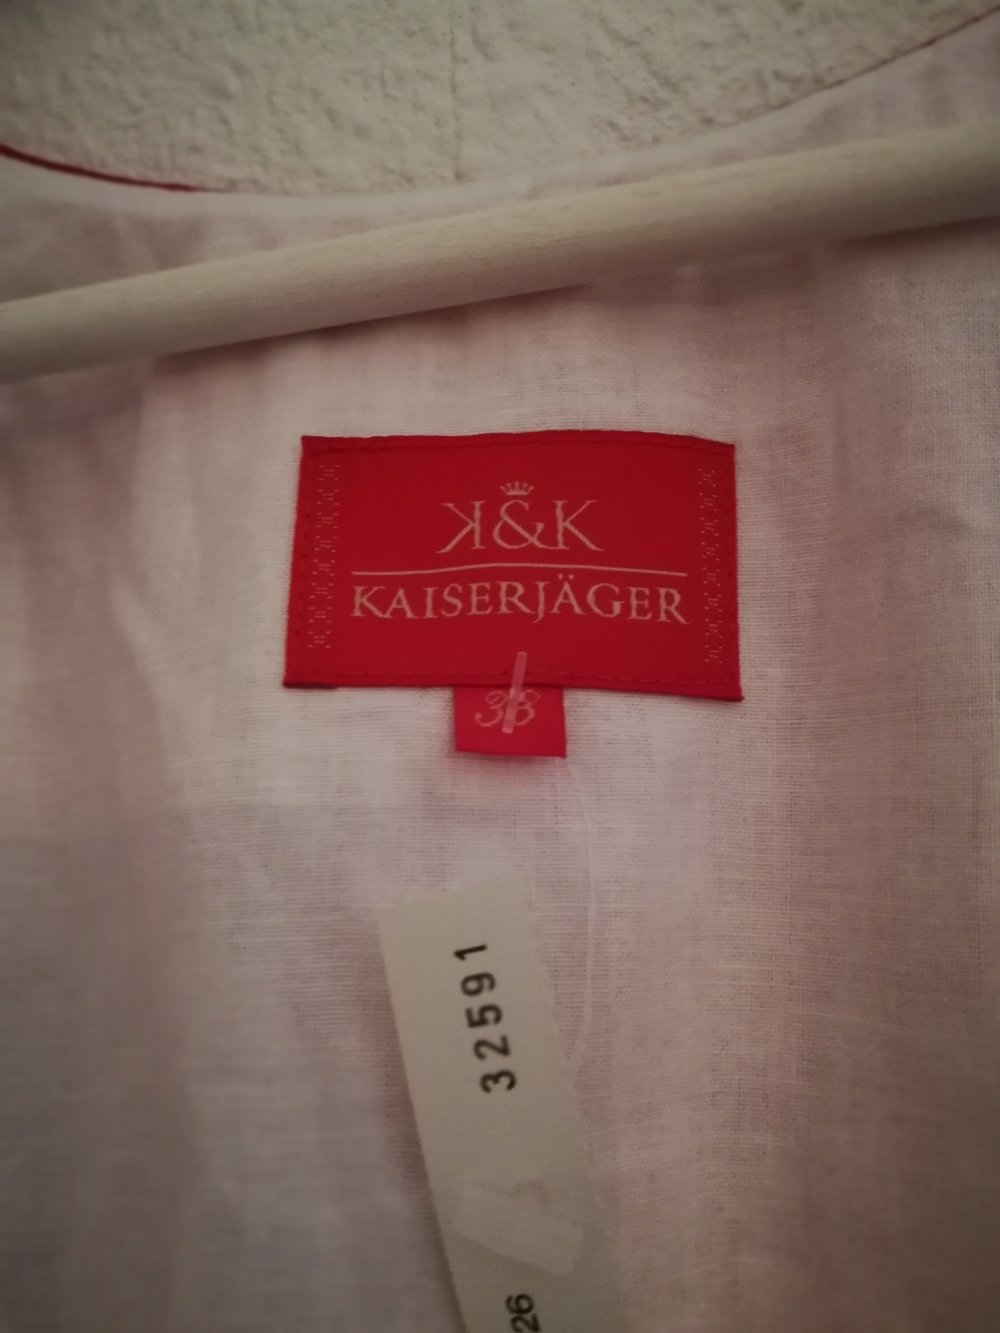 K&K
KAISERJÄGER
38
32591
26